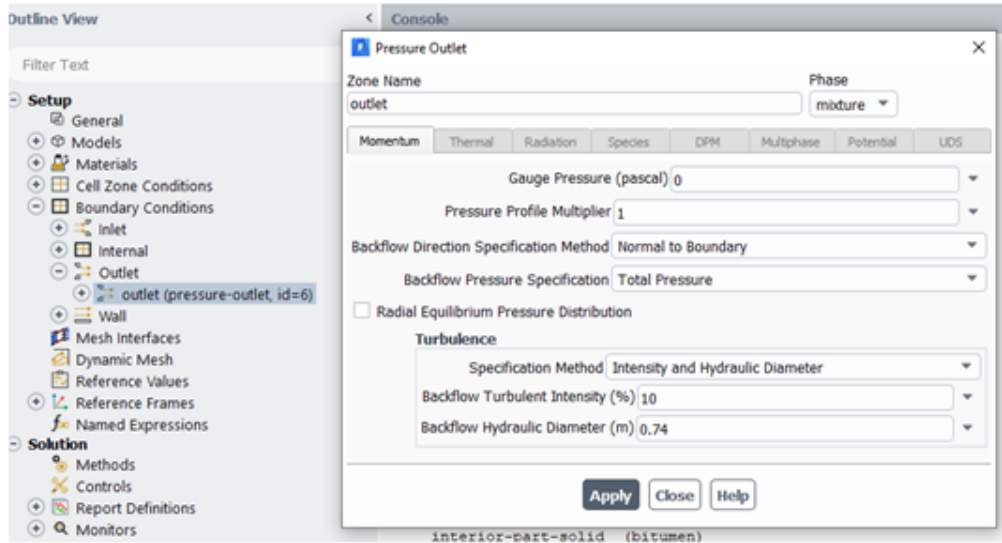 Outline View
< Console
Filter Text
Setup
General
Models
Materials
Cell Zone Conditions
Boundary Conditions
Inlet
Internal
Outlet
outlet (pressure-outlet, id=6)
Wall
Mesh Interfaces
Dynamic Mesh
Reference Values
Reference Frames
Named Expressions
Solution
Methods
Controls
Report Definitions
Monitors
Pressure Outlet
Zone Name Phase
outlet mixture
Momentum Thermal Radiation Species DPM Multiphase Potential UDS
Gauge Pressure (pascal) 0
Pressure Profile Multiplier 1
Backflow Direction Specification Method Normal to Boundary
Backflow Pressure Specification Total Pressure
Radial Equilibrium Pressure Distribution
Turbulence
Specification Method Intensity and Hydraulic Diameter
Backflow Turbulent Intensity (%) 10
Backflow Hydraulic Diameter (m) 0.74
Apply Close Help
interior-part-solid (bitumen)